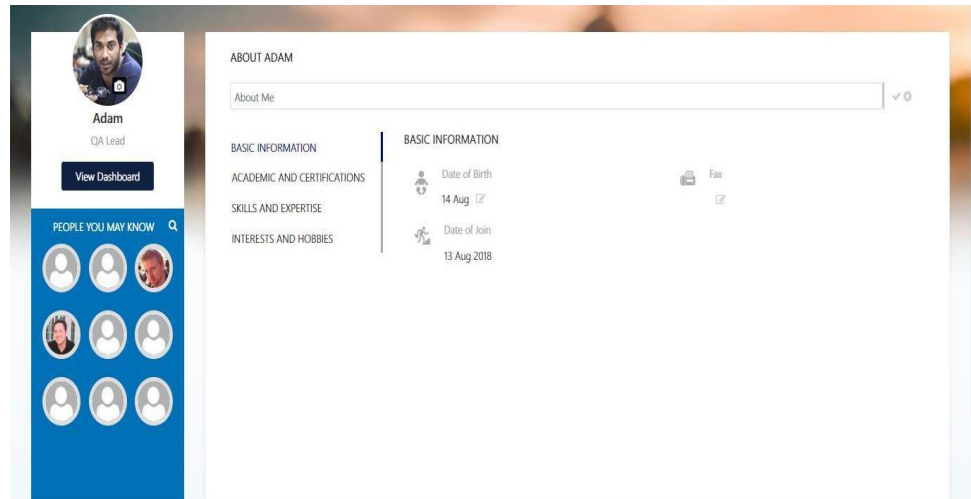 Adam
QA Lead
View Dashboard
PEOPLE YOU MAY KNOW
ABOUT ADAM
About Me
BASIC INFORMATION
ACADEMIC AND CERTIFICATIONS
SKILLS AND EXPERTISE
INTERESTS AND HOBBIES
BASIC INFORMATION
Date of Birth
14 Aug
Fax
Date of Join
13 Aug 2018